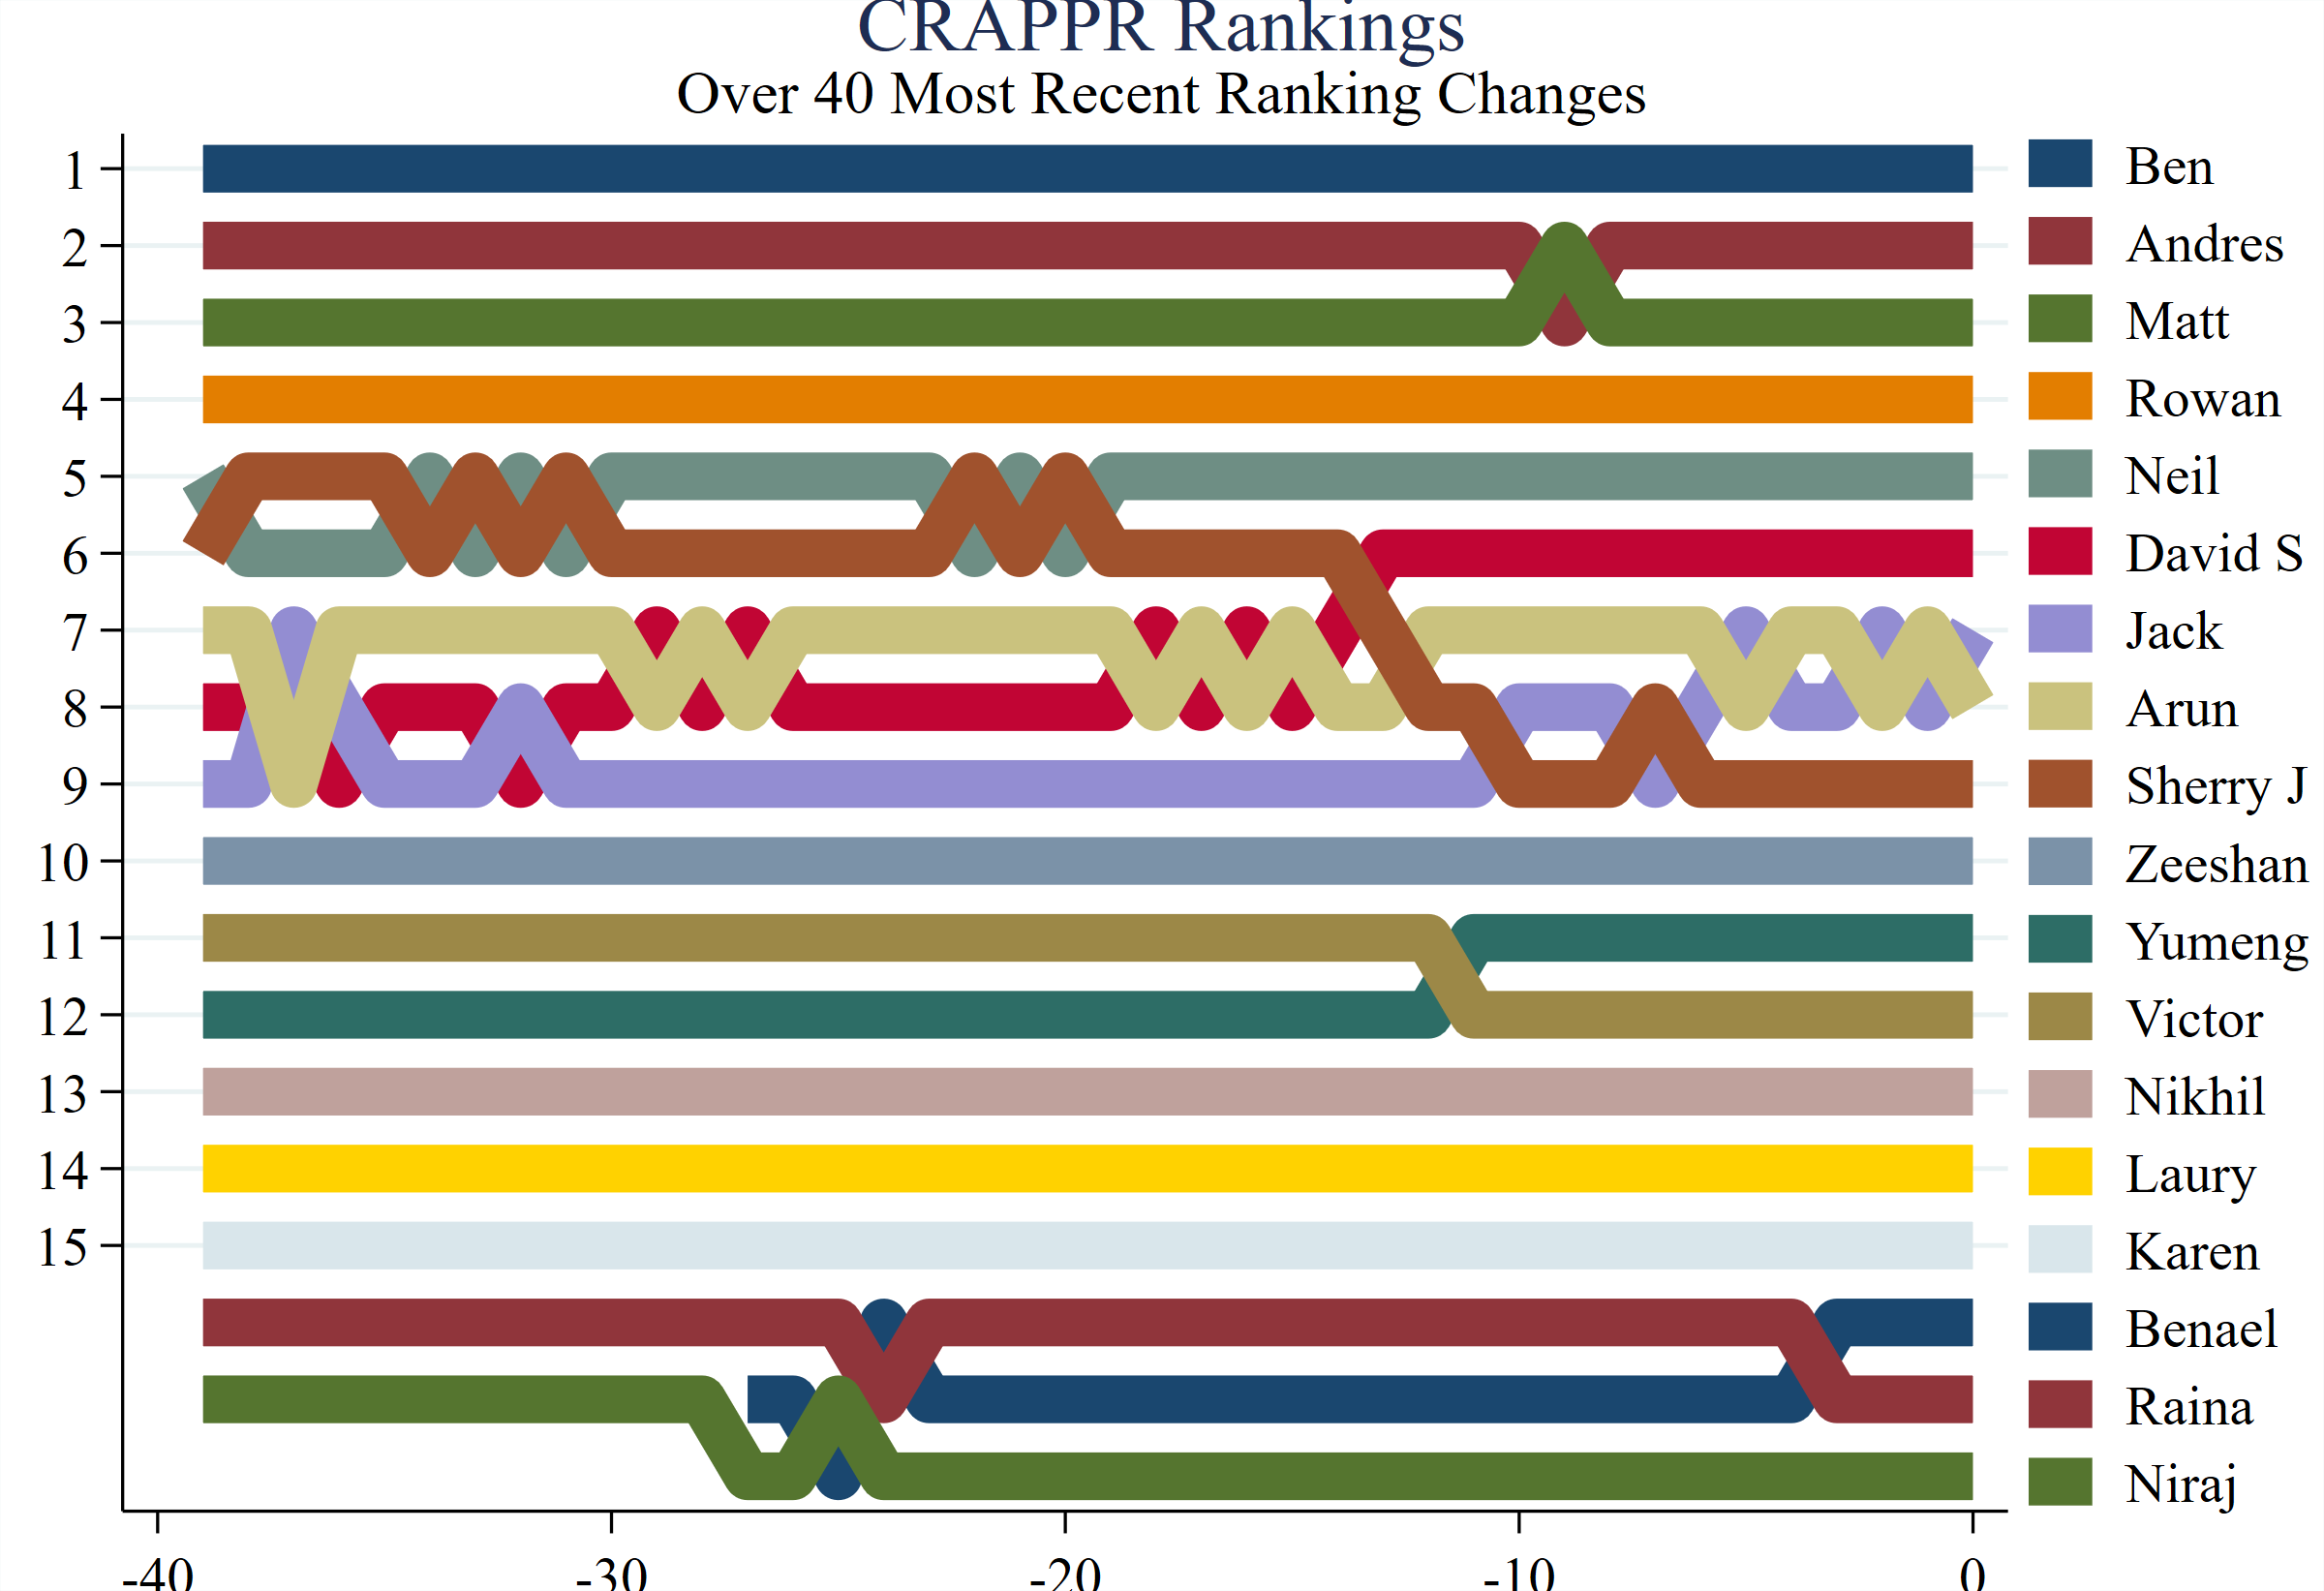 CRAPPR Rankings
Over 40 Most Recent Ranking Changes
1
2
3
4
5
6
7
8
9
10
11
12
13
14
15
Ben
Andres
Matt
Rowan
Neil
David S
Jack
Arun
Sherry J
Zeeshan
Yumeng
Victor
Nikhil
Laury
Karen
Benael
Raina
Niraj
-40 -30 -20 -10 0